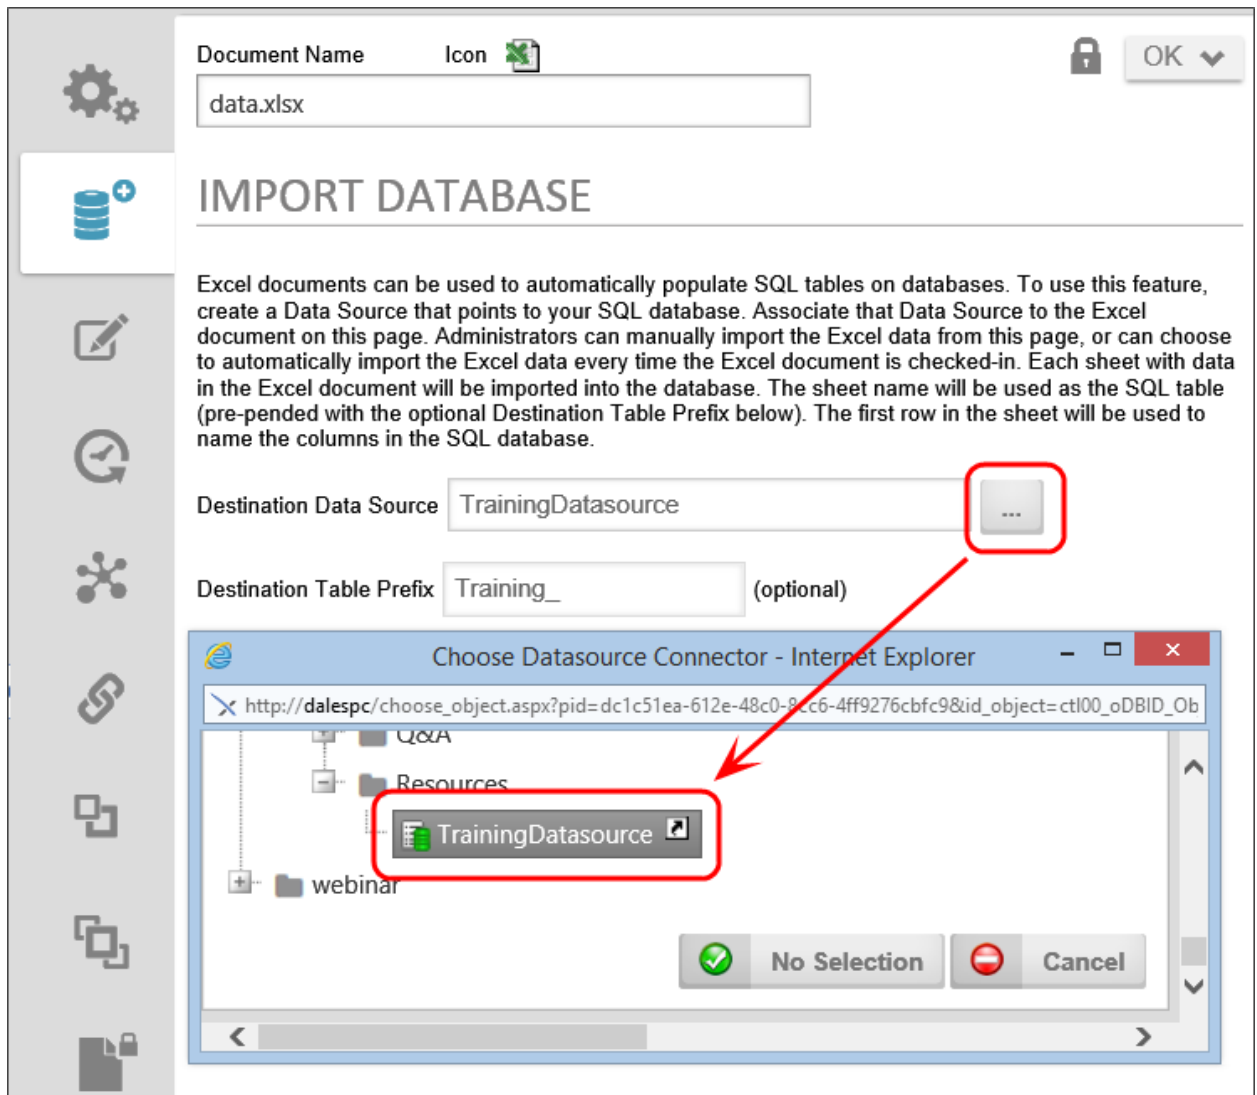 Document Name Icon
OK
data.xlsx
IMPORT DATABASE
Excel documents can be used to automatically populate SQL tables on databases. To use this feature,
create a Data Source that points to your SQL database. Associate that Data Source to the Excel
document on this page. Administrators can manually import the Excel data from this page, or can choose
to automatically import the Excel data every time the Excel document is checked-in. Each sheet with data
in the Excel document will be imported into the database. The sheet name will be used as the SQL table
(pre-pended with the optional Destination Table Prefix below). The first row in the sheet will be used to
name the columns in the SQL database.
Destination Data Source TrainingDatasource ...
Destination Table Prefix Training_ (optional)
Choose Datasource Connector - Internet Explorer
http://dalespc/choose_object.aspx?pid=dc1c51ea-612e-48c0-8cc6-4ff9276cbfc9&id_object=ctl00_oDBID_Ob
Q&A
Resources
TrainingDatasource
webinar
No Selection Cancel